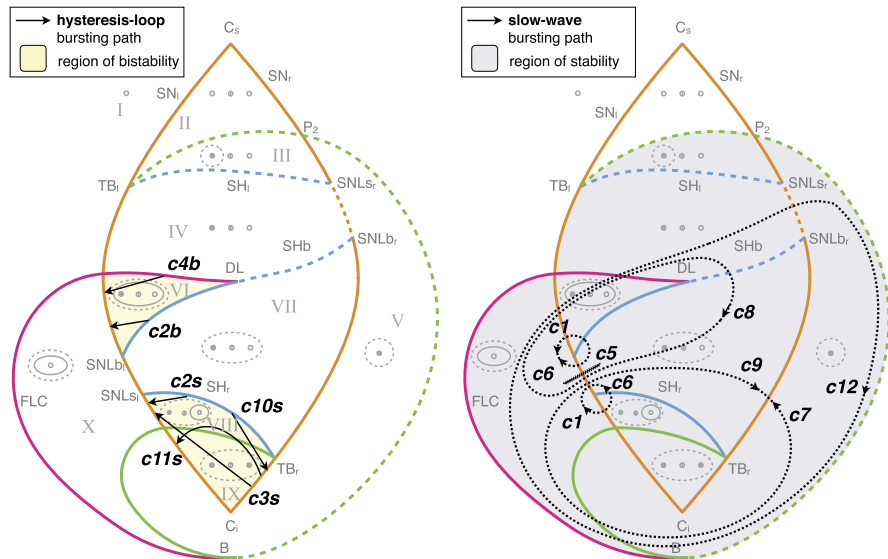 hysteresis-loop
bursting path
region of bistability
Cs
SNr
SNl
I
II
P2
III
TBl
SHl
SNLsr
IV
SHb
SNLbr
c4b
DL
VI
VII
c2b
V
SNLbl
SNLsl
c2s
SHr
FLC
c10s
X
VIII
c11s
TBr
IX
c3s
Ci
B
slow-wave
bursting path
region of stability
Cs
SNr
SNl
P2
TBl
SHl
SNLsr
SNLbr
SHb
DL
c8
c1
c5
c6
c9
c6
SHr
c12
FLC
c1
c7
TBr
Ci
B